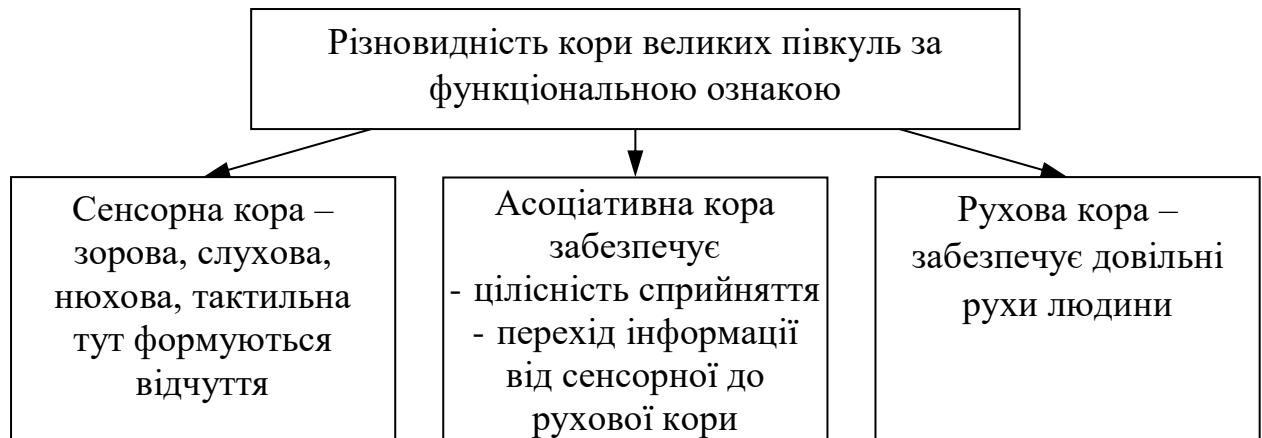 Різновидність кори великих півкуль за
функціональною ознакою
Сенсорна кора –
зорова, слухова,
нюхова, тактильна
тут формуються
відчуття
Асоціативна кора
забезпечує
- цілісність сприйняття
- перехід інформації
від сенсорної до
рухової кори
Рухова кора –
забезпечує довільні
рухи людини